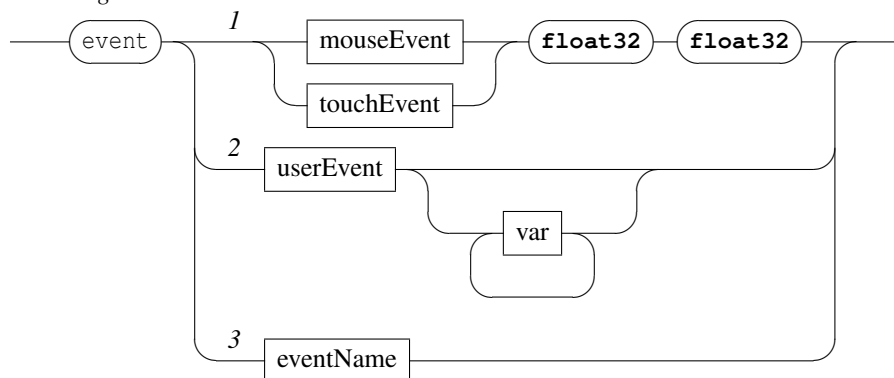 1
event mouseEvent float32 float32
touchEvent
2
userEvent
var
3
eventName